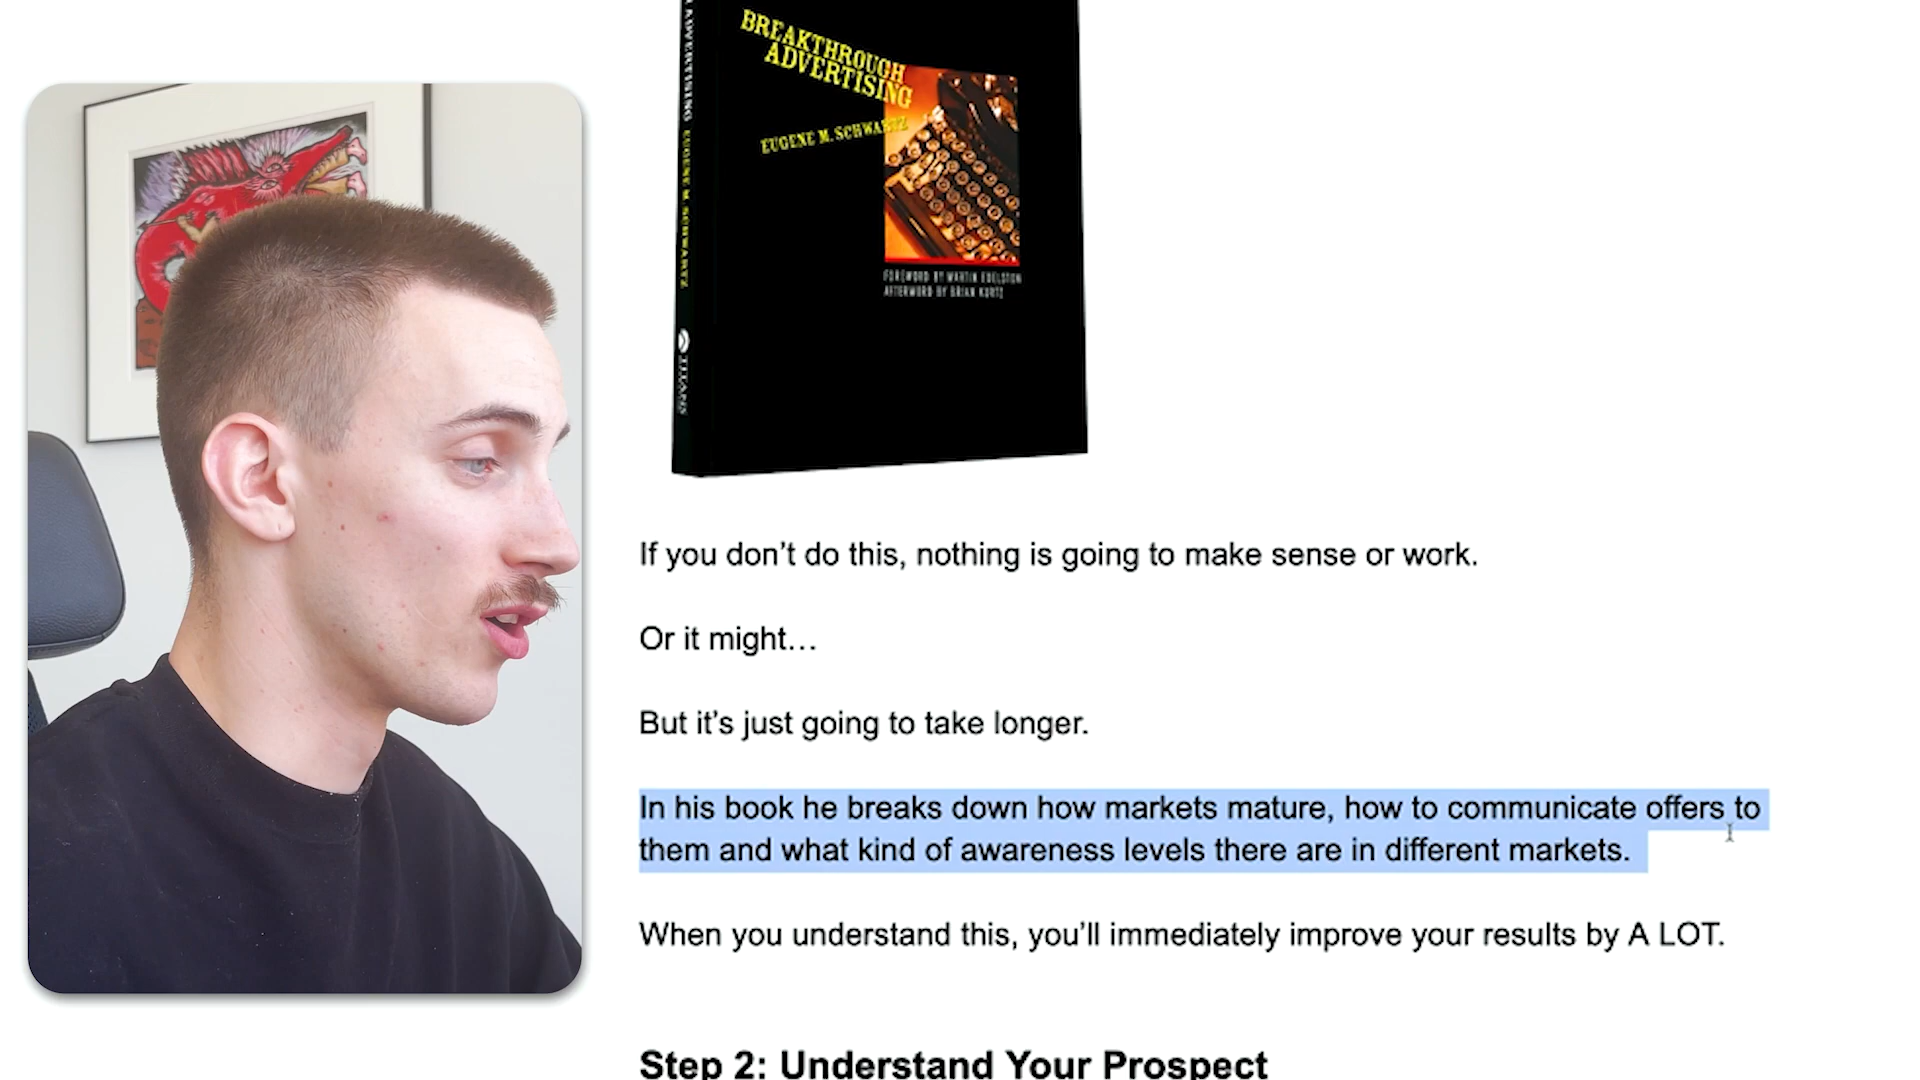 BREAKTHROUGH
ADVERTISING
EUGENE M. SCHWARTZ
FOREWORD BY MARTIN EDELSTON
AFTERWORD BY BRIAN KURTZ
ADVERTISING EUGENE M. SCHWARTZ
TITANS
If you don’t do this, nothing is going to make sense or work.
Or it might…
But it’s just going to take longer.
In his book he breaks down how markets mature, how to communicate offers to
them and what kind of awareness levels there are in different markets.
When you understand this, you’ll immediately improve your results by A LOT.
Step 2: Understand Your Prospect